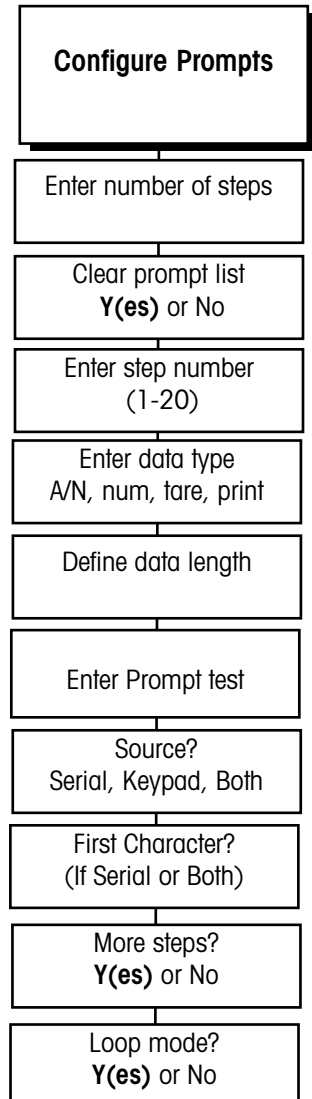 Configure Prompts
Enter number of steps
Clear prompt list
Y(es) or No
Enter step number
(1-20)
Enter data type
A/N, num, tare, print
Define data length
Enter Prompt test
Source?
Serial, Keypad, Both
First Character?
(If Serial or Both)
More steps?
Y(es) or No
Loop mode?
Y(es) or No